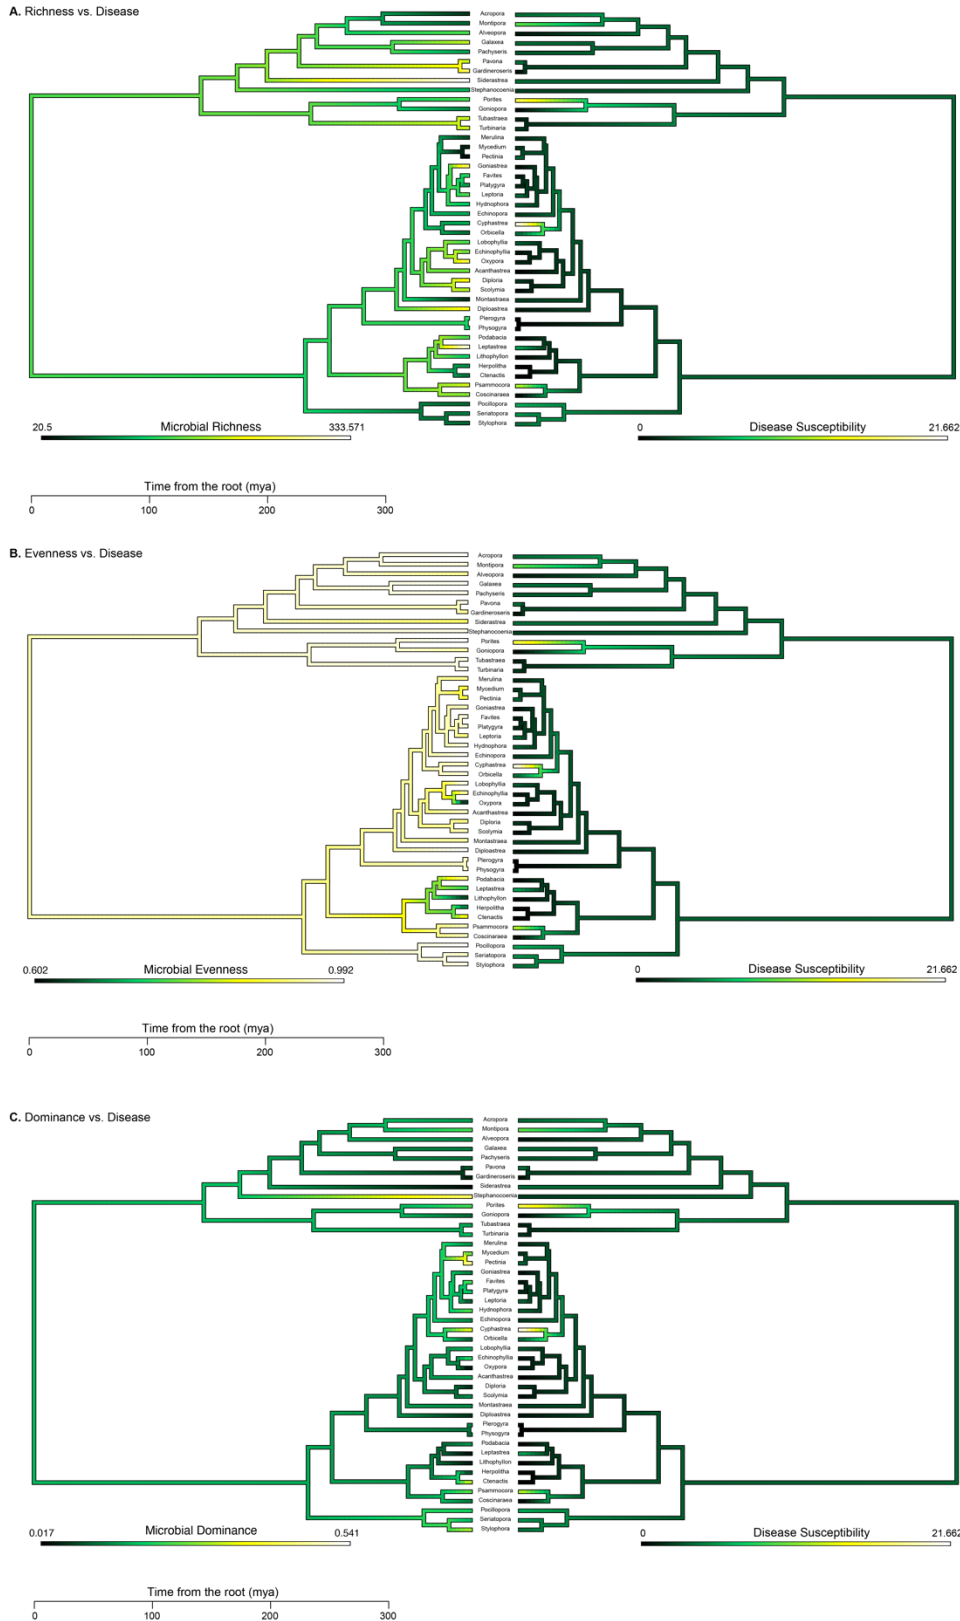 A. Richness vs. Disease
Acropora
Montipora
Alveopora
Galaxea
Pachyseris
Pavona
Gardineroseris
Siderastrea
Stephanocoenia
Porites
Goniopora
Tubastraea
Turbinaria
Merulina
Mycedium
Pectinia
Goniastrea
Favites
Platygyra
Leptoria
Hydnophora
Echinopora
Cyphastrea
Orbicella
Lobophyllia
Echinophyllia
Oxypora
Acanthastrea
Diploria
Scolymia
Montastraea
Diploastrea
Plerogyra
Physogyra
Podabacia
Leptastrea
Lithophyllon
Herpolitha
Ctenactis
Psammocora
Coscinaraea
Pocillopora
Seriatopora
Stylophora
20.5 Microbial Richness 333.571
0 Disease Susceptibility 21.662
Time from the root (mya)
0 100 200 300
B. Evenness vs. Disease
Acropora
Montipora
Alveopora
Galaxea
Pachyseris
Pavona
Gardineroseris
Siderastrea
Stephanocoenia
Porites
Goniopora
Tubastraea
Turbinaria
Merulina
Mycedium
Pectinia
Goniastrea
Favites
Platygyra
Leptoria
Hydnophora
Echinopora
Cyphastrea
Orbicella
Lobophyllia
Echinophyllia
Oxypora
Acanthastrea
Diploria
Scolymia
Montastraea
Diploastrea
Plerogyra
Physogyra
Podabacia
Leptastrea
Lithophyllon
Herpolitha
Ctenactis
Psammocora
Coscinaraea
Pocillopora
Seriatopora
Stylophora
0.602 Microbial Evenness 0.992
0 Disease Susceptibility 21.662
Time from the root (mya)
0 100 200 300
C. Dominance vs. Disease
Acropora
Montipora
Alveopora
Galaxea
Pachyseris
Pavona
Gardineroseris
Siderastrea
Stephanocoenia
Porites
Goniopora
Tubastraea
Turbinaria
Merulina
Mycedium
Pectinia
Goniastrea
Favites
Platygyra
Leptoria
Hydnophora
Echinopora
Cyphastrea
Orbicella
Lobophyllia
Echinophyllia
Oxypora
Acanthastrea
Diploria
Scolymia
Montastraea
Diploastrea
Plerogyra
Physogyra
Podabacia
Leptastrea
Lithophyllon
Herpolitha
Ctenactis
Psammocora
Coscinaraea
Pocillopora
Seriatopora
Stylophora
0.017 Microbial Dominance 0.541
0 Disease Susceptibility 21.662
Time from the root (mya)
0 100 200 300